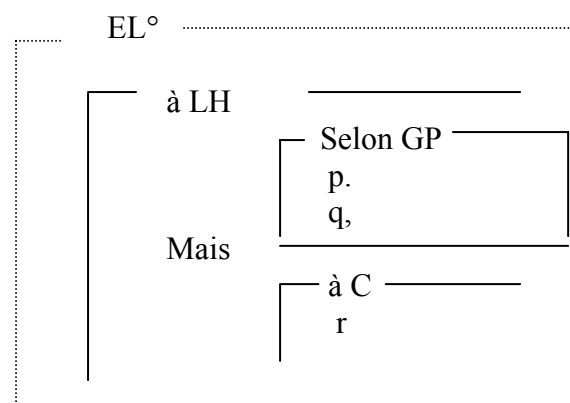 EL°
à LH
Selon GP
p.
q,
Mais
à C
r